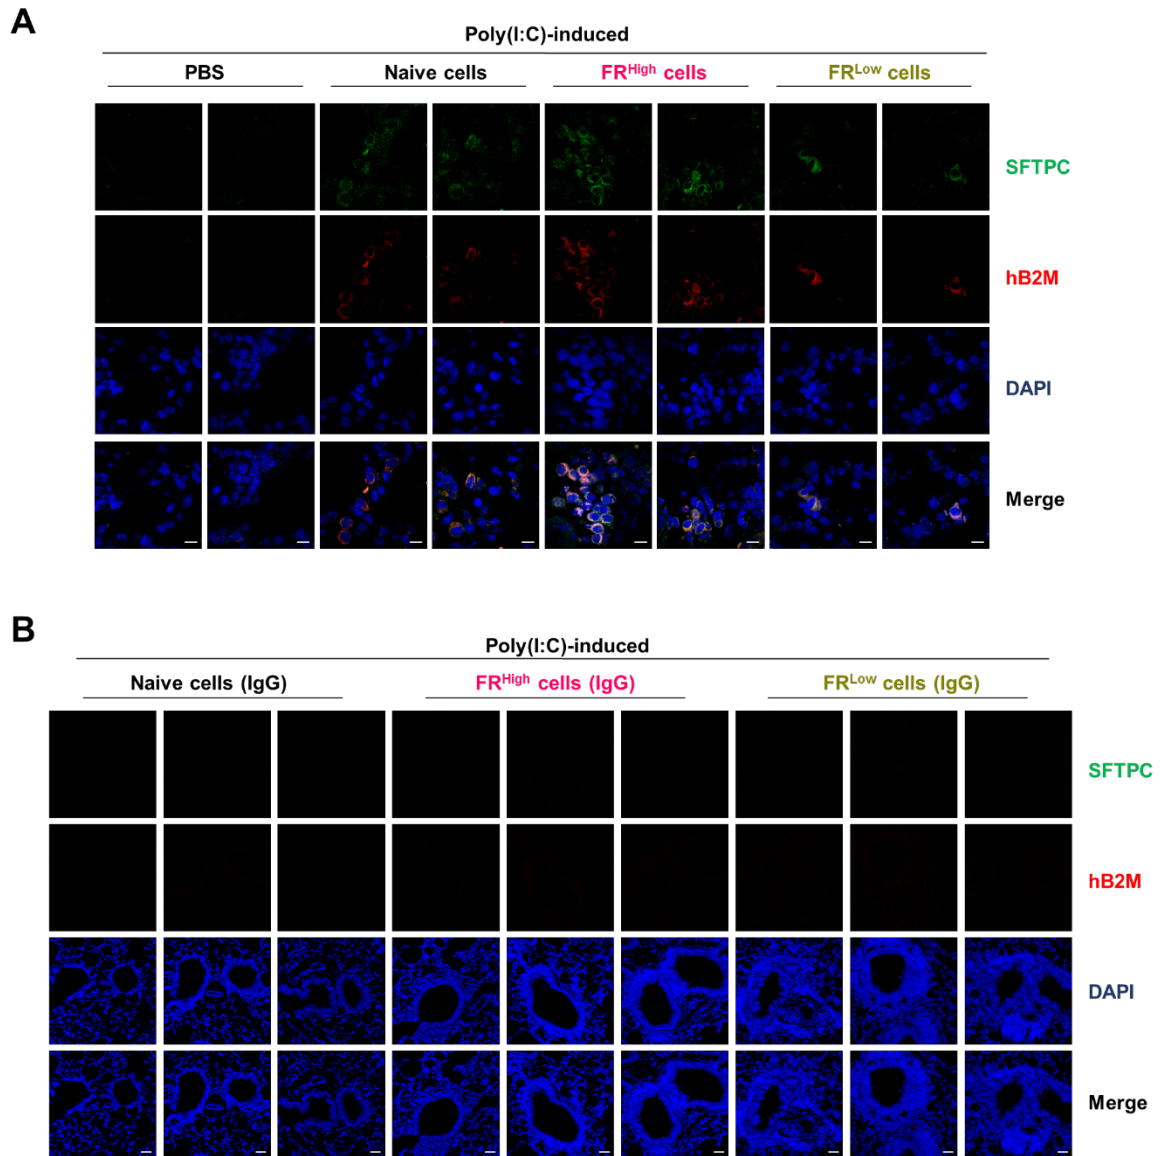 A
Poly(I:C)-induced
PBS Naive cells FRHigh cells FRLow cells
SFTPC
hB2M
DAPI
Merge
B
Poly(I:C)-induced
Naive cells (IgG) FRHigh cells (IgG) FRLow cells (IgG)
SFTPC
hB2M
DAPI
Merge